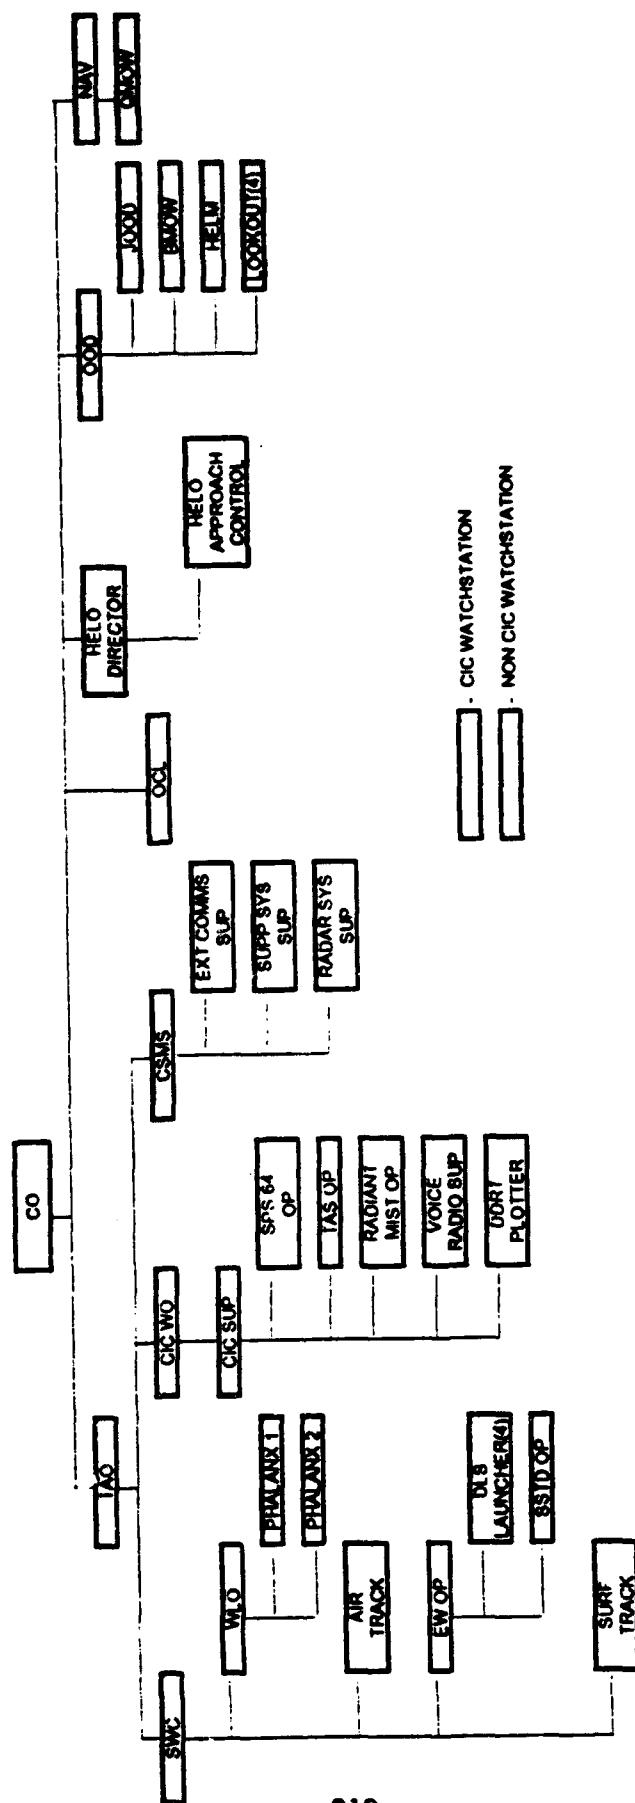 CO
TAO
SWC
WLO
PHALANX 1
PHALANX 2
AIR
TRACK
EW OP
DLS
LAUNCHER(4)
SSTD OP
SURF
TRACK
CIC WO
CIC SUP
SPS 64
OP
TAS OP
RADIANT
MIST OP
VOICE
RADIO SUP
DDRT
PLOTTER
CSMS
EXT COMMS
SUP
SUPP SYS
SUP
RADAR SYS
SUP
OCL
HELO
DIRECTOR
HELO
APPROACH
CONTROL
OOD
JOOD
BMOW
HELM
LOOKOUT(4)
NAV
QMOW
- CIC WATCHSTATION
- NON CIC WATCHSTATION